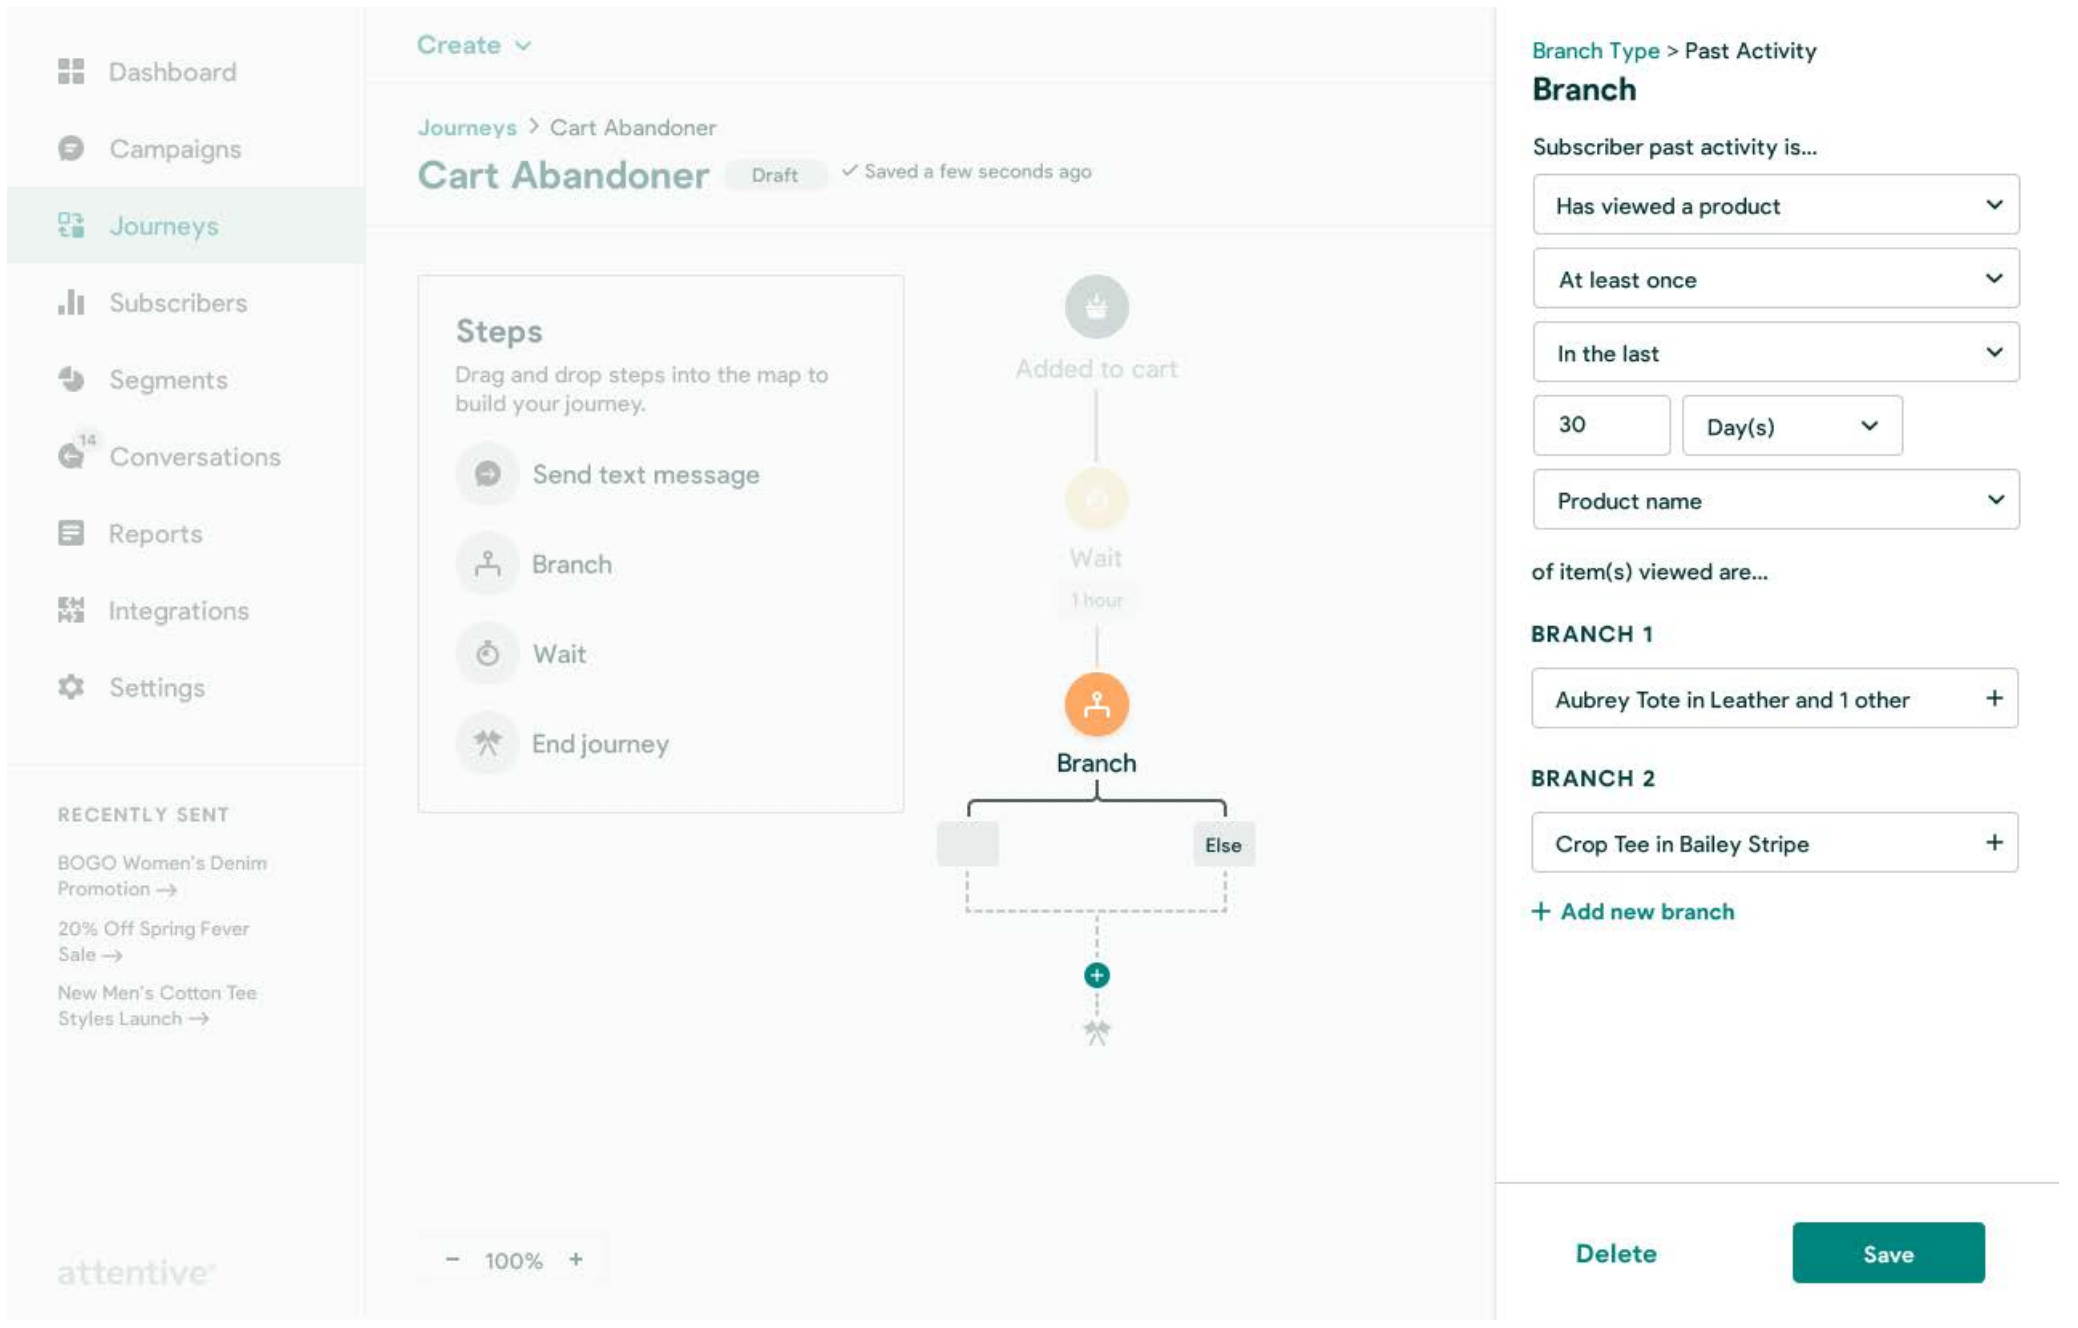 Dashboard
Campaigns
Journeys
Subscribers
Segments
14
Conversations
Reports
Integrations
Settings
RECENTLY SENT
BOGO Women's Denim
Promotion →
20% Off Spring Fever
Sale →
New Men's Cotton Tee
Styles Launch →
attentive®
Create
Journeys > Cart Abandoner
Cart Abandoner Draft ✓ Saved a few seconds ago
Steps
Drag and drop steps into the map to
build your journey.
Send text message
Branch
Wait
End journey
Added to cart
Wait
1 hour
Branch
Else
− 100% +
Branch Type > Past Activity
Branch
Subscriber past activity is...
Has viewed a product
At least once
In the last
30 Day(s)
Product name
of item(s) viewed are...
BRANCH 1
Aubrey Tote in Leather and 1 other +
BRANCH 2
Crop Tee in Bailey Stripe +
+ Add new branch
Delete Save